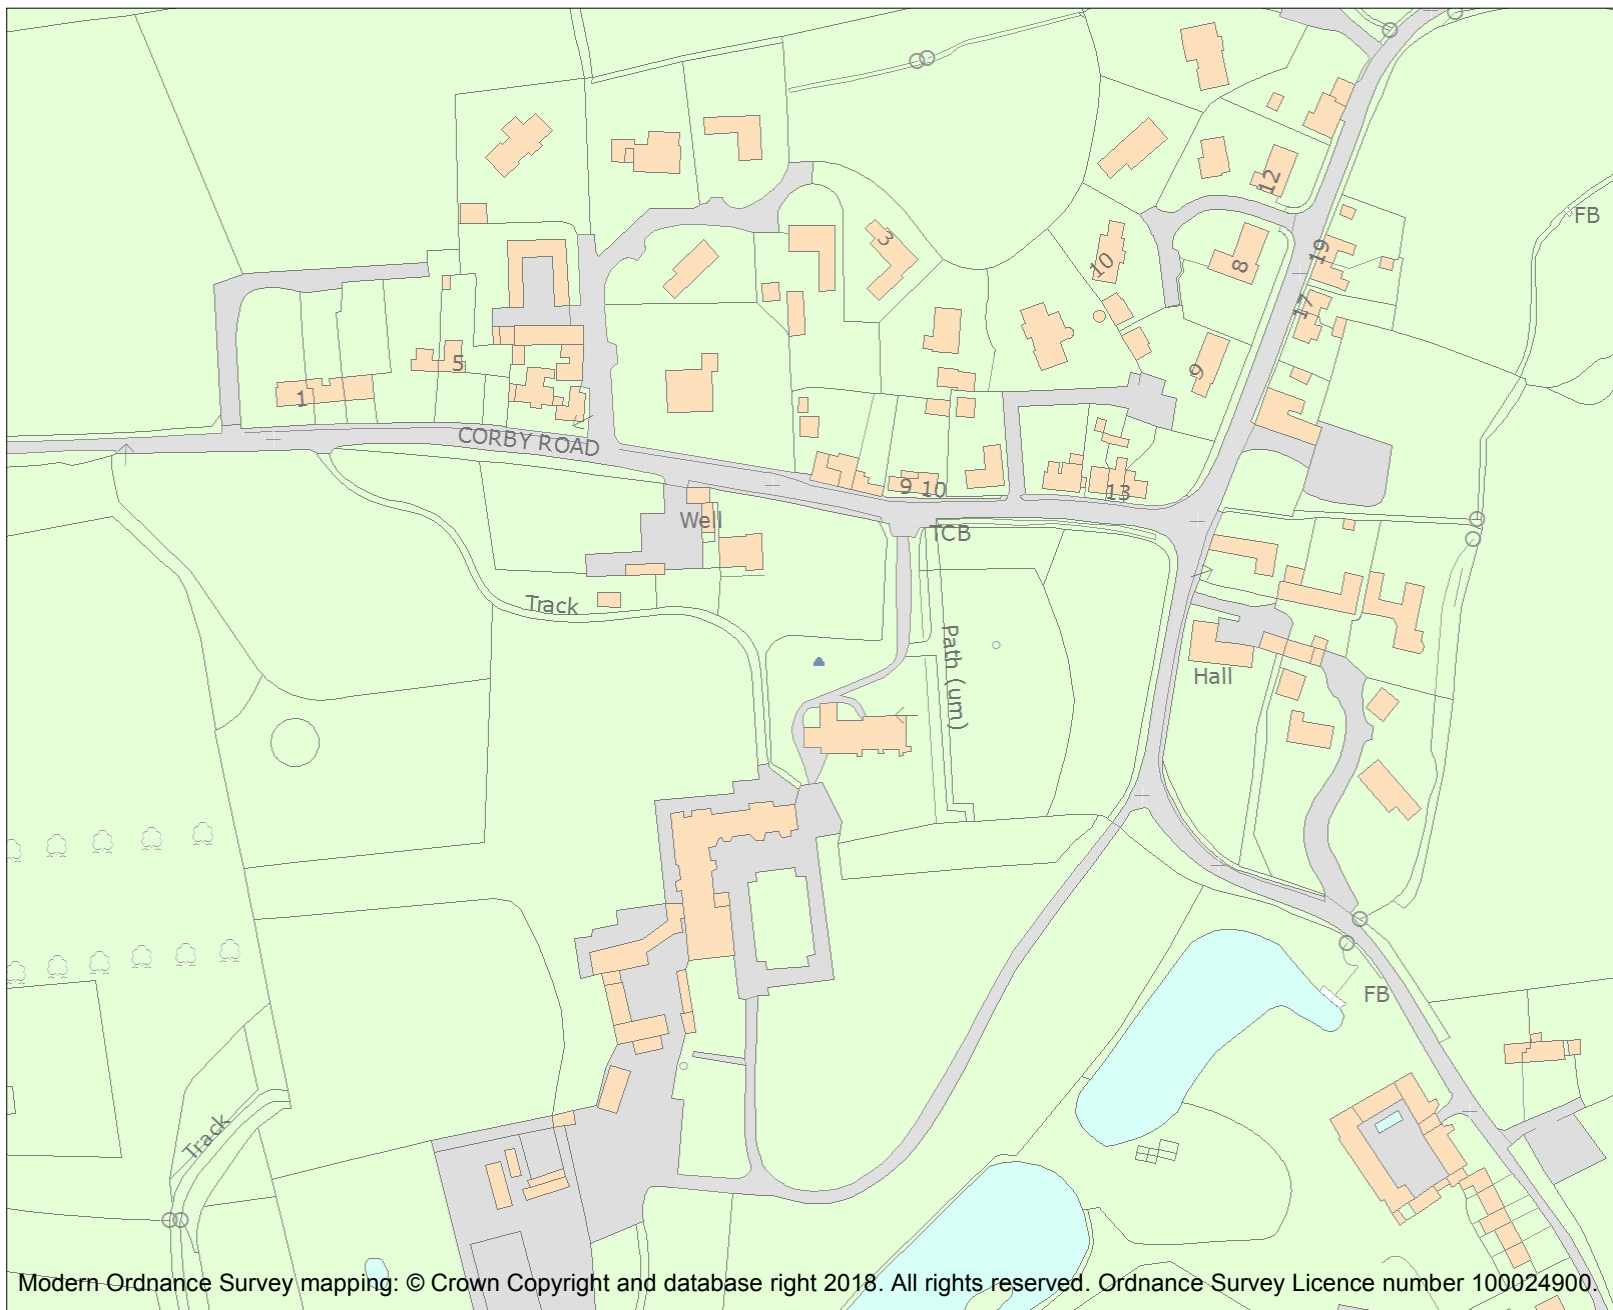 12
FB
3
10
8
19
17
5
9
1
CORBY ROAD
9 10
13
Well
TCB
Track
Path (um)
Hall
FB
Track
Modern Ordnance Survey mapping: © Crown Copyright and database right 2018. All rights reserved. Ordnance Survey Licence number 100024900.